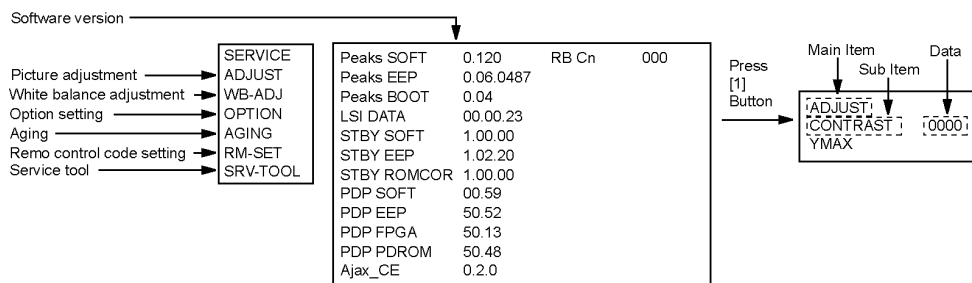 Software version
Picture adjustment
White balance adjustment
Option setting
Aging
Remo control code setting
Service tool
SERVICE
ADJUST
WB-ADJ
OPTION
AGING
RM-SET
SRV-TOOL
Peaks SOFT 0.120 RB Cn 000
Peaks EEP 0.06.0487
Peaks BOOT 0.04
LSI DATA 00.00.23
STBY SOFT 1.00.00
STBY EEP 1.02.20
STBY ROMCOR 1.00.00
PDP SOFT 00.59
PDP EEP 50.52
PDP FPGA 50.13
PDP PDROM 50.48
Ajax_CE 0.2.0
Press
[1]
Button
Main Item
Sub Item
Data
ADJUST
CONTRAST 0000
YMAX